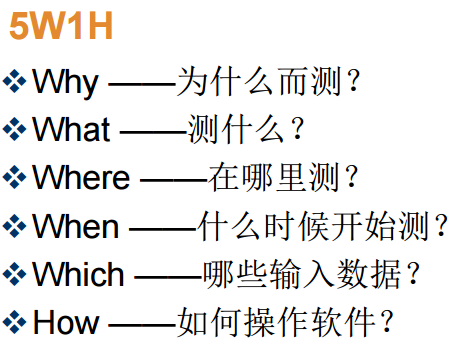 5W1H
Why ——为什么而测？
What ——测什么？
Where ——在哪里测？
When ——什么时候开始测？
Which ——哪些输入数据？
How ——如何操作软件？